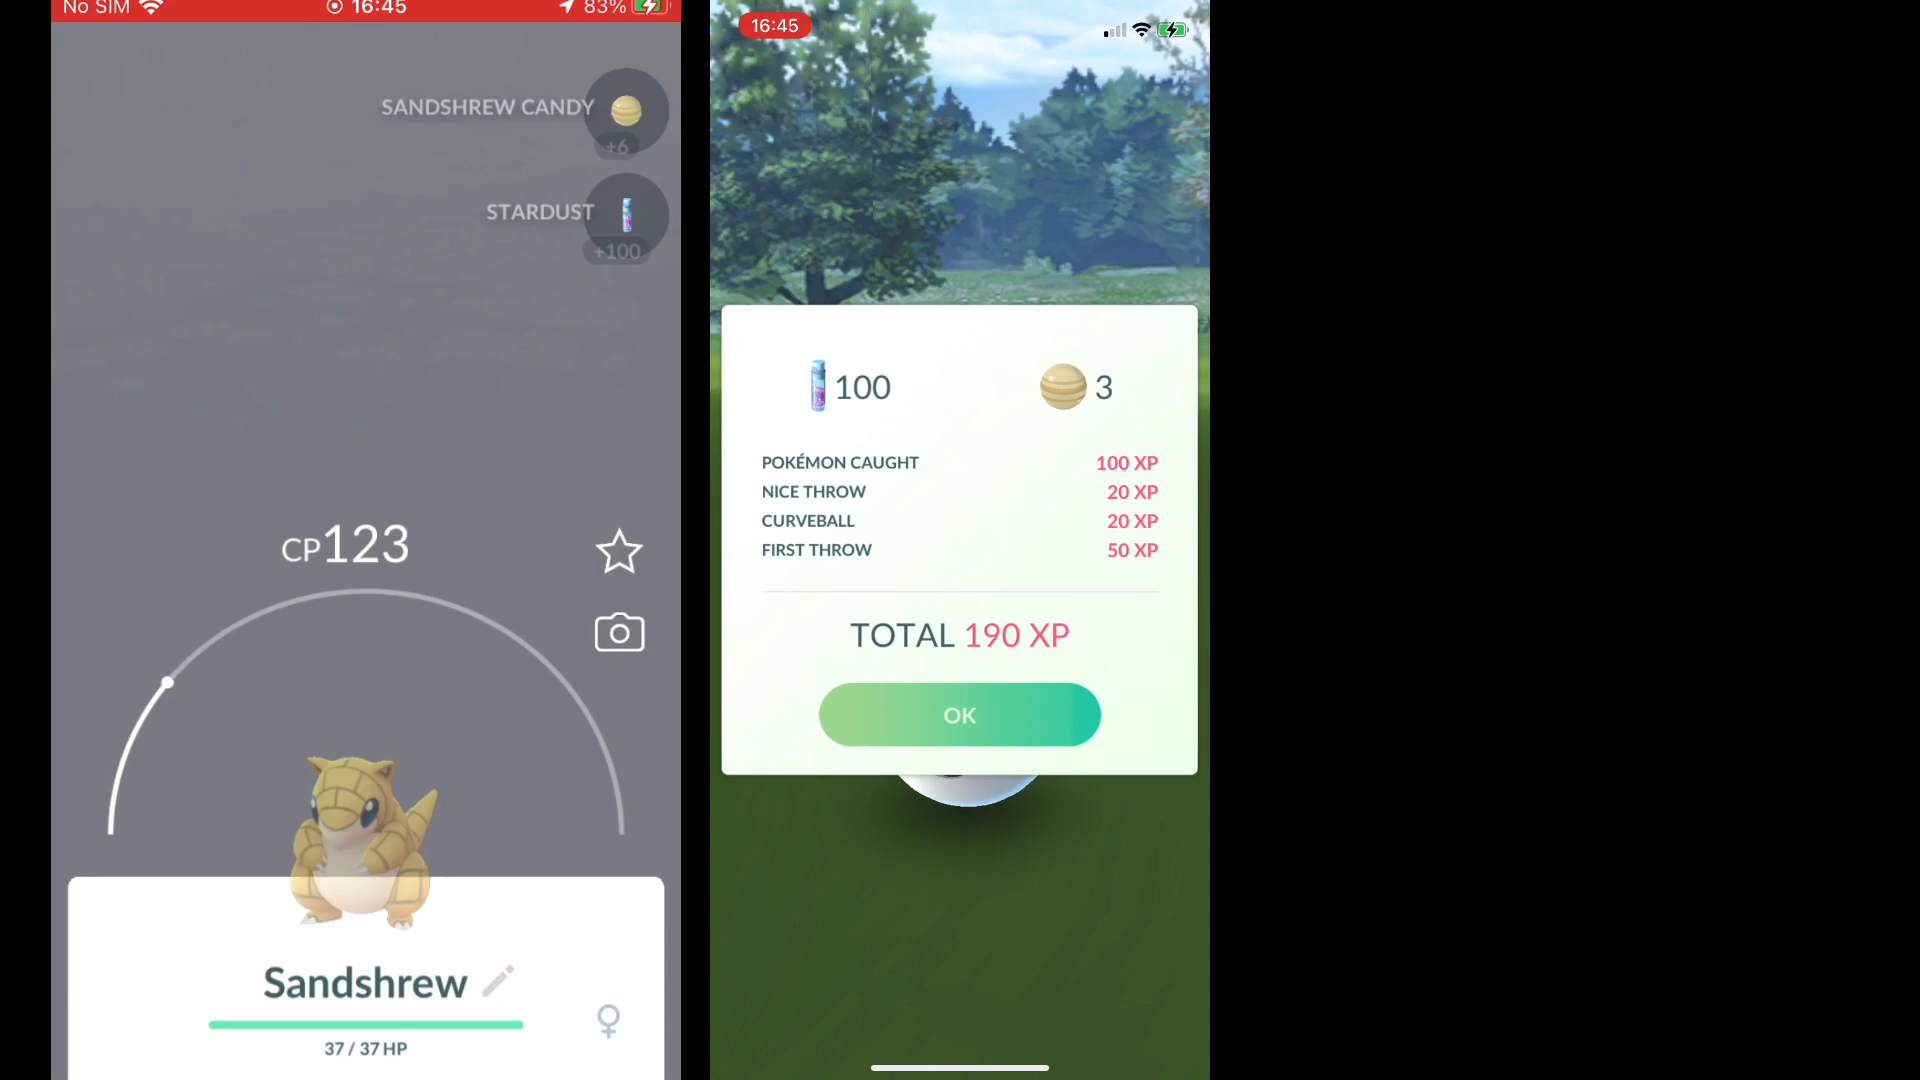 No SIM 16:45 83%
SANDSHREW CANDY
+6
STARDUST
+100
CP123
Sandshrew
37 / 37 HP
16:45
100 3
POKÉMON CAUGHT 100 XP
NICE THROW 20 XP
CURVEBALL 20 XP
FIRST THROW 50 XP
TOTAL 190 XP
OK